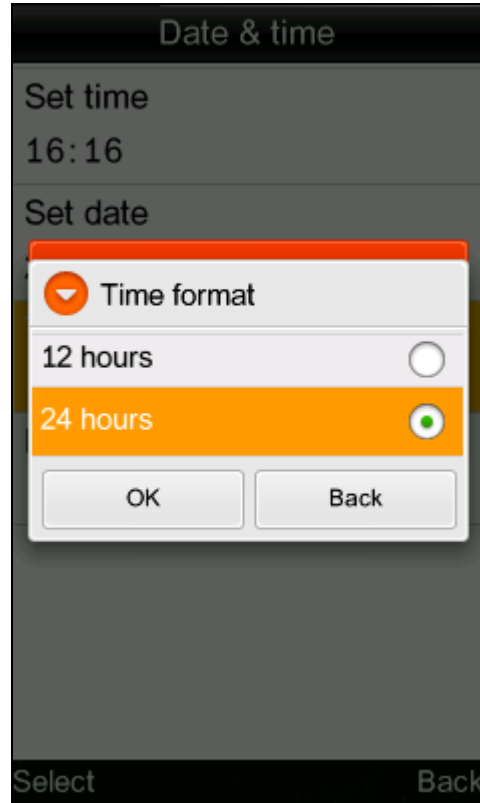 Date & time
Set time
16:16
Set date
Time format
12 hours
24 hours
OK
Back
Select
Back